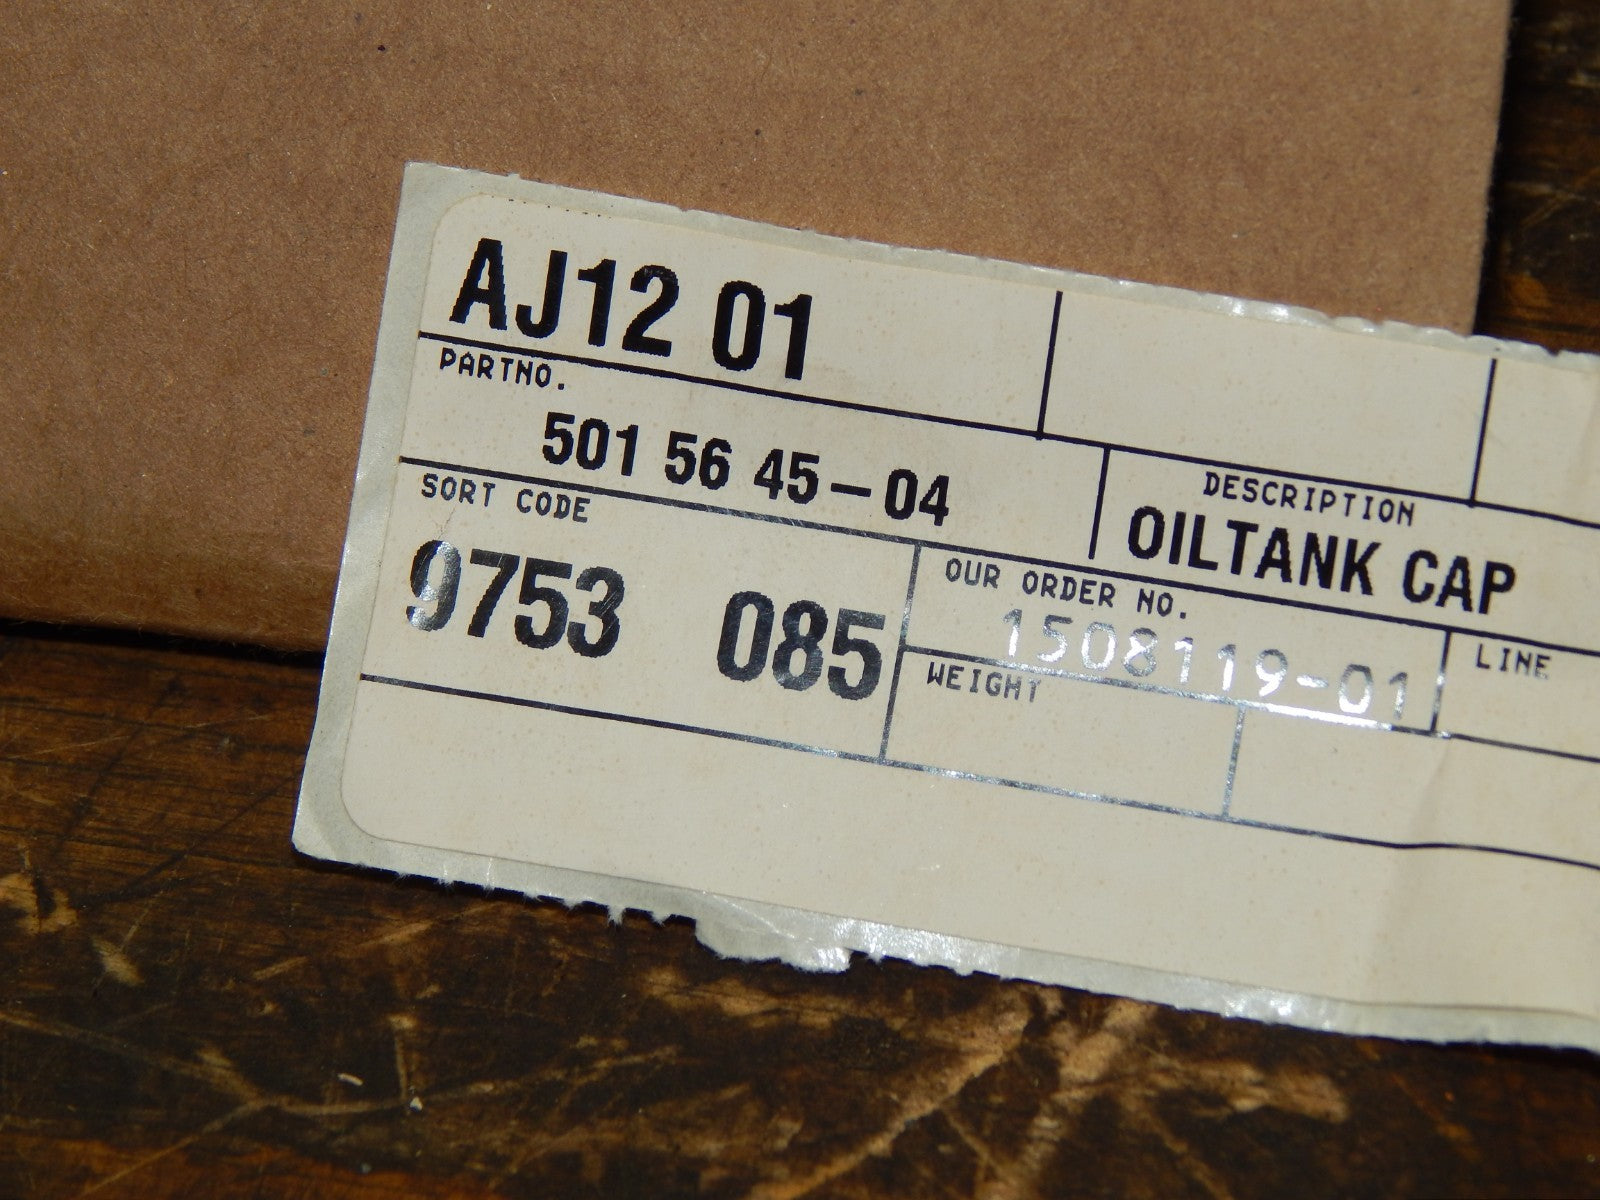 AJ12 01
PARTNO.
501 56 45-04
DESCRIPTION
OILTANK CAP
SORT CODE
9753 085
OUR ORDER NO.
1508119-01
LINE
WEIGHT